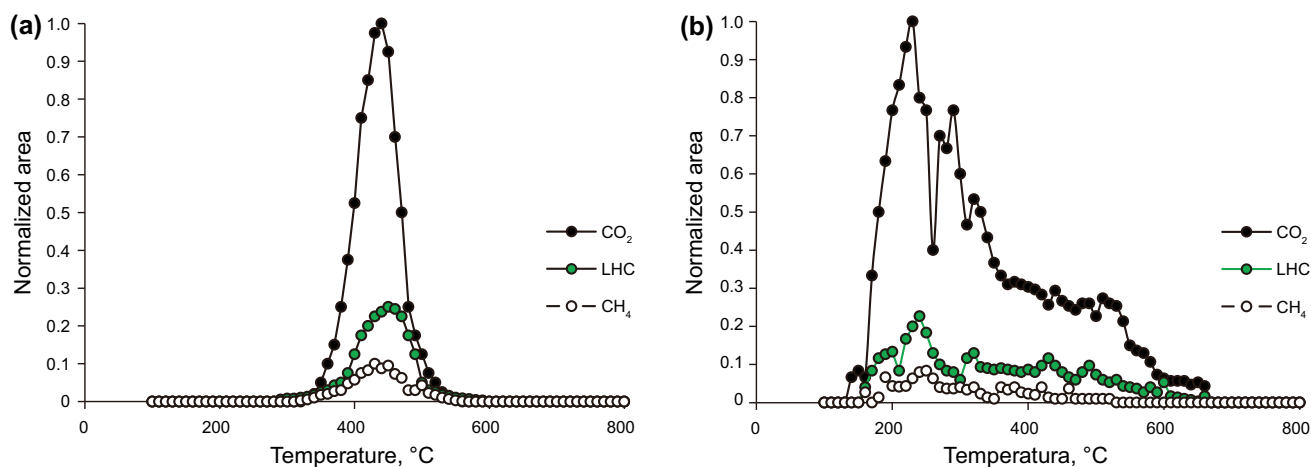 (a)
Normalized area
1.0
0.9
0.8
0.7
0.6
0.5
0.4
0.3
0.2
0.1
0
0
200
400
600
800
Temperature, °C
CO₂
LHC
CH₄
(b)
Normalized area
1.0
0.9
0.8
0.7
0.6
0.5
0.4
0.3
0.2
0.1
0
0
200
400
600
800
Temperatura, °C
CO₂
LHC
CH₄